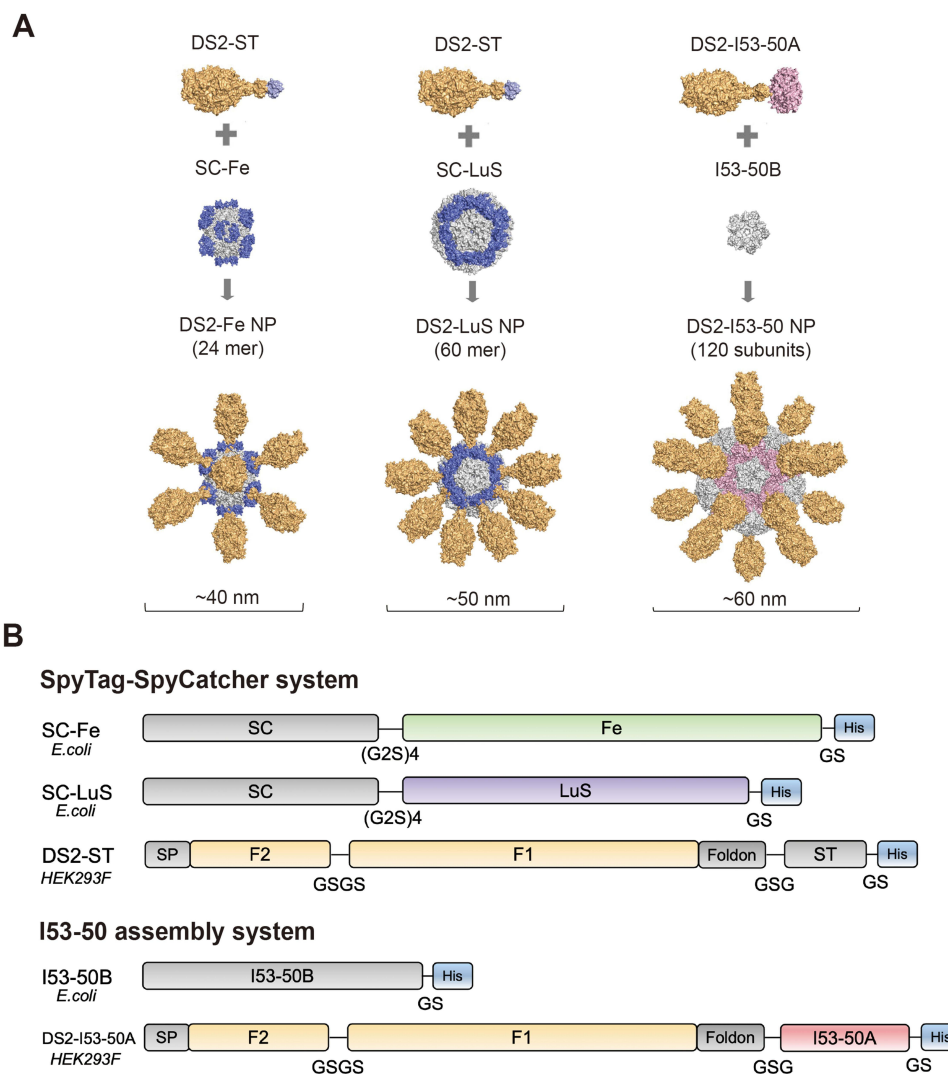 A
DS2-ST
DS2-ST
DS2-I53-50A
SC-Fe
SC-LuS
I53-50B
DS2-Fe NP
(24 mer)
DS2-LuS NP
(60 mer)
DS2-I53-50 NP
(120 subunits)
~40 nm
~50 nm
~60 nm
B
SpyTag-SpyCatcher system
SC-Fe
E.coli
SC
(G2S)4
Fe
GS
His
SC-LuS
E.coli
SC
(G2S)4
LuS
GS
His
DS2-ST
HEK293F
SP
F2
GSGS
F1
Foldon
GSG
ST
GS
His
I53-50 assembly system
I53-50B
E.coli
I53-50B
GS
His
DS2-I53-50A
HEK293F
SP
F2
GSGS
F1
Foldon
GSG
I53-50A
GS
His